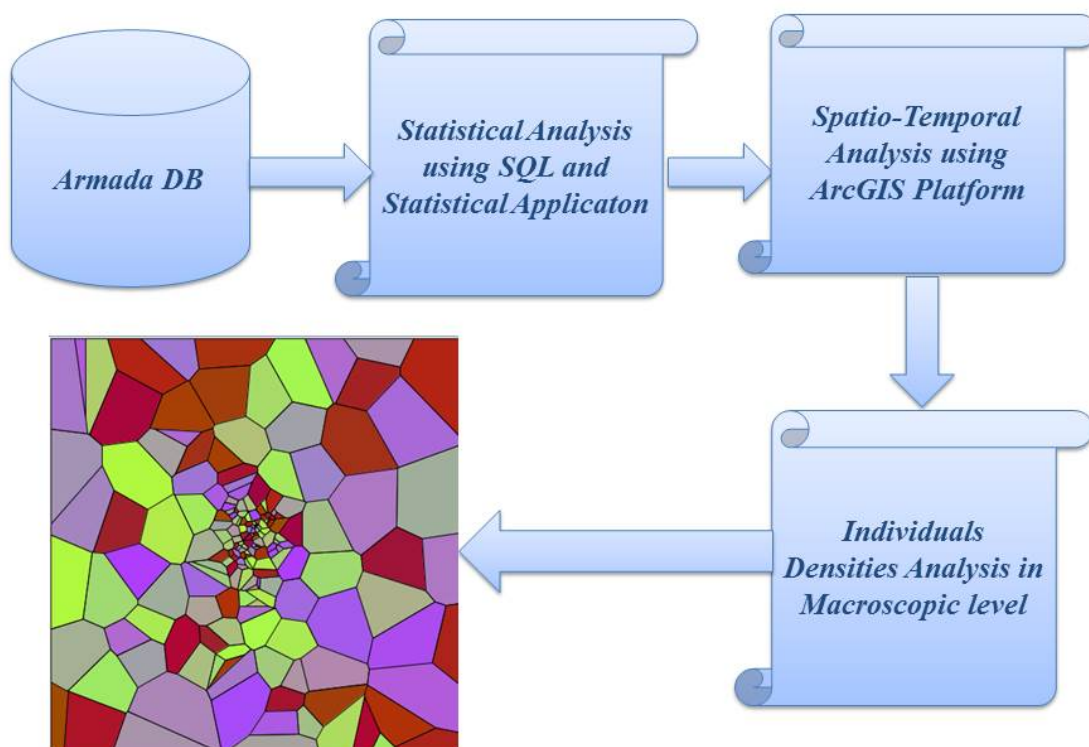 Armada DB
Statistical Analysis
using SQL and
Statistical Applicaton
Spatio-Temporal
Analysis using
ArcGIS Platform
Individuals
Densities Analysis in
Macroscopic level